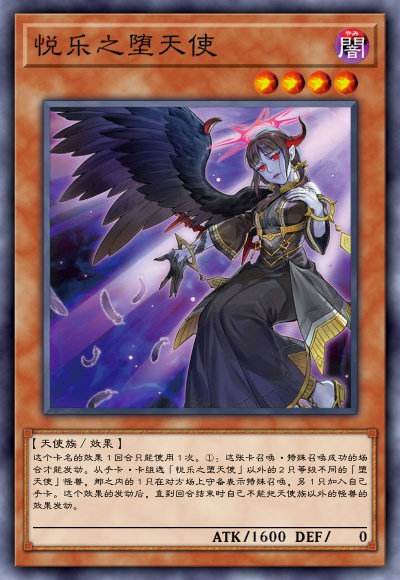 悦乐之堕天使
やみ
闇
【天使族／效果】
这个卡名的效果1回合只能使用1次。①：这张卡召唤·特殊召唤成功的场
合才能发动。从手卡·卡组选「悦乐之堕天使」以外的2只等级不同的「堕
天使」怪兽，那之内的1只在对方场上守备表示特殊召唤，另1只加入自己
手卡。这个效果的发动后，直到回合结束时自己不能把天使族以外的怪兽的
效果发动。
ATK/1600 DEF/ 0